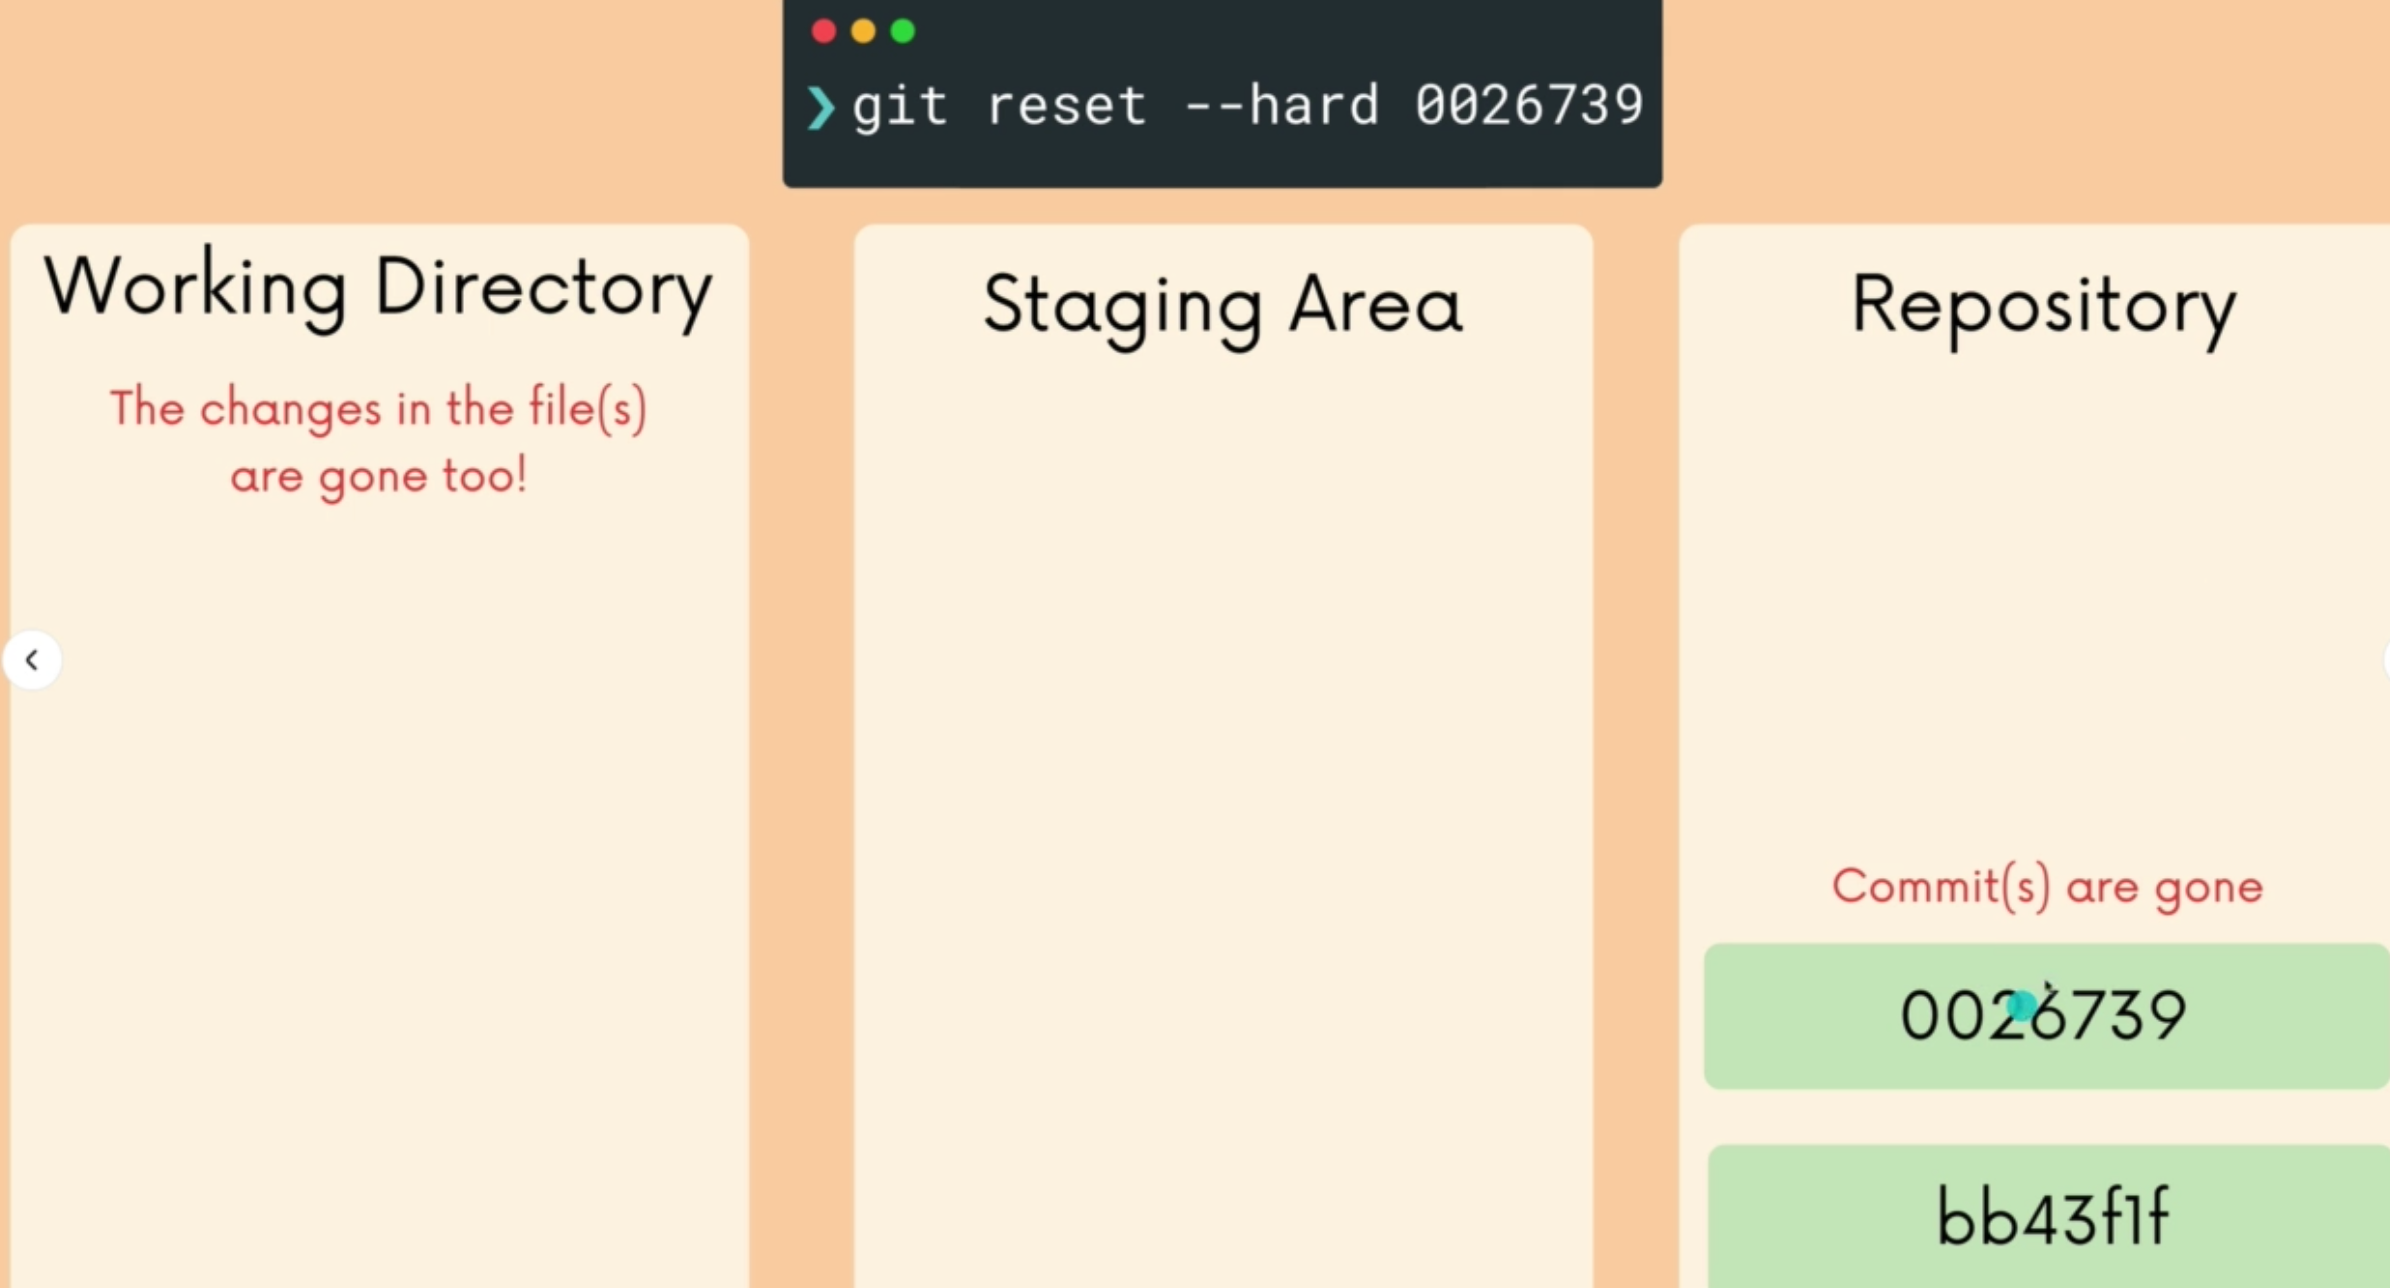 ❯ git reset --hard 0026739
Working Directory
The changes in the file(s)
are gone too!
Staging Area
Repository
Commit(s) are gone
0026739
bb43f1f